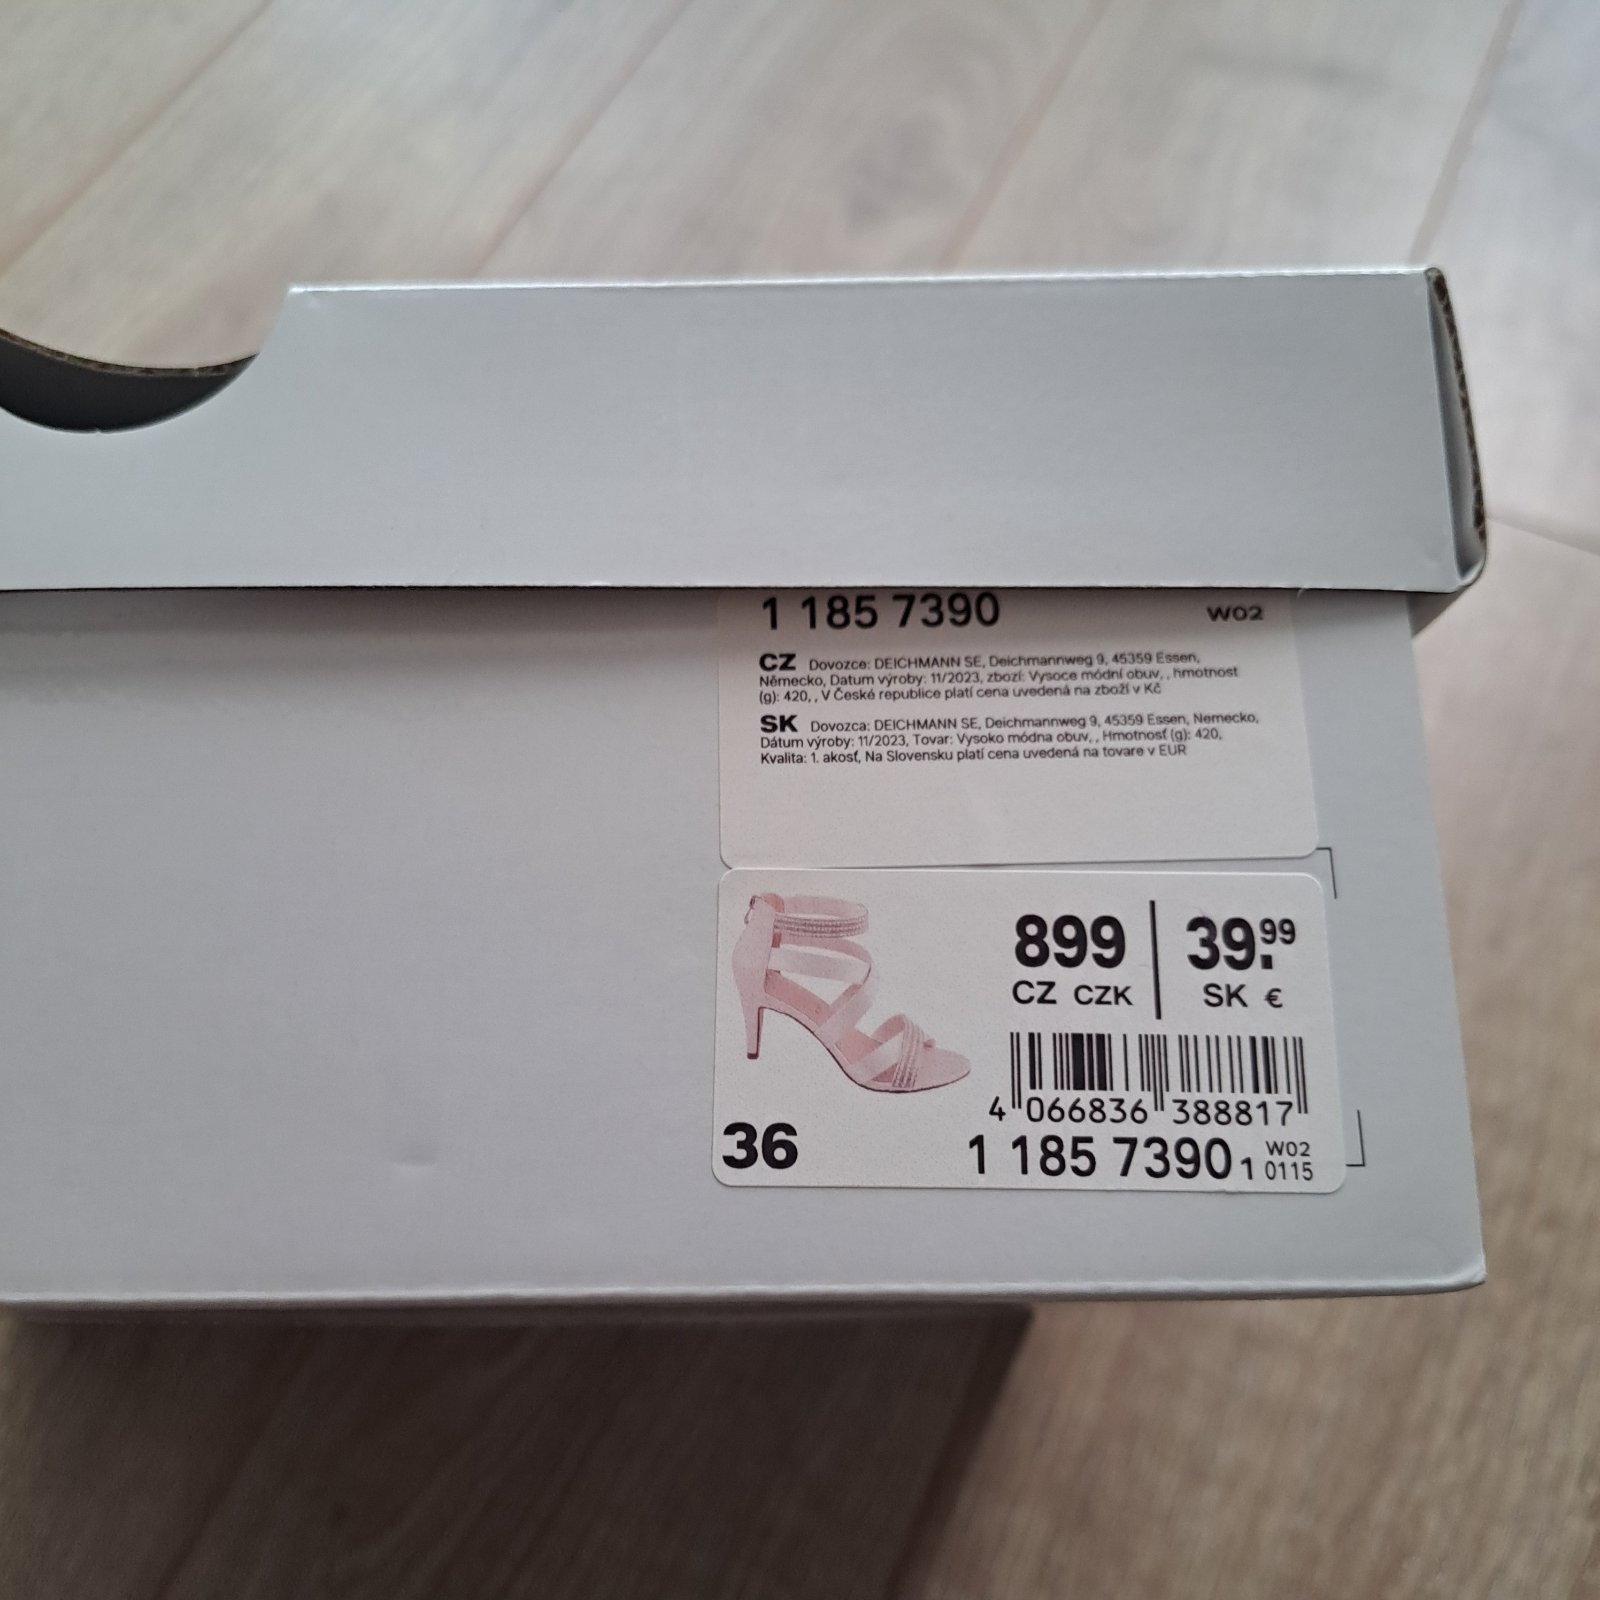 1 185 7390 W02
CZ Dovozce: DEICHMANN SE, Deichmannweg 9, 45359 Essen,
Německo, Datum výroby: 11/2023, zboží: Vysoce módní obuv, , hmotnost
(g): 420, , V České republice platí cena uvedená na zboží v Kč
SK Dovozca: DEICHMANN SE, Deichmannweg 9, 45359 Essen, Nemecko,
Dátum výroby: 11/2023, Tovar: Vysoko módna obuv, , Hmotnosť (g): 420,
Kvalita: 1. akosť, Na Slovensku platí cena uvedená na tovare v EUR
899 39.99
CZ CZK SK €
4 066836 388817
36
1 185 7390 1 W02
0115